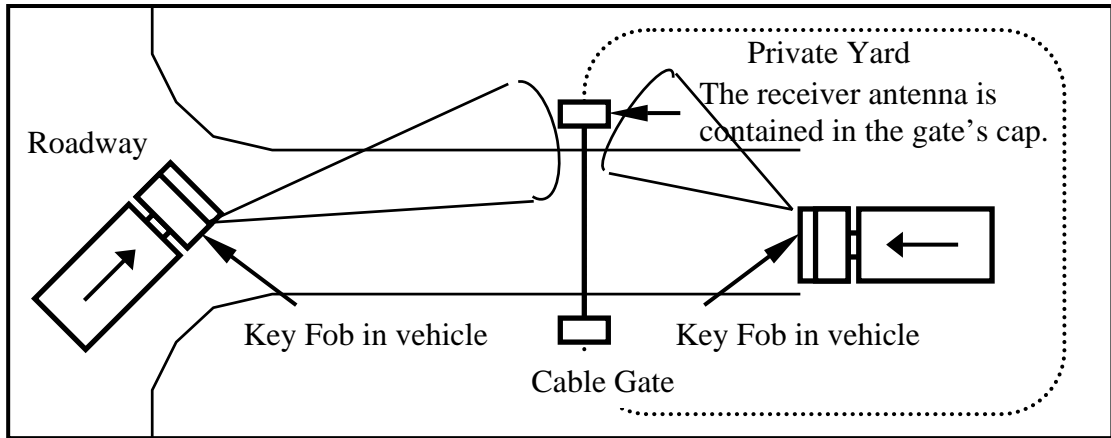 Private Yard
The receiver antenna is
contained in the gate's cap.
Roadway
Key Fob in vehicle
Key Fob in vehicle
Cable Gate